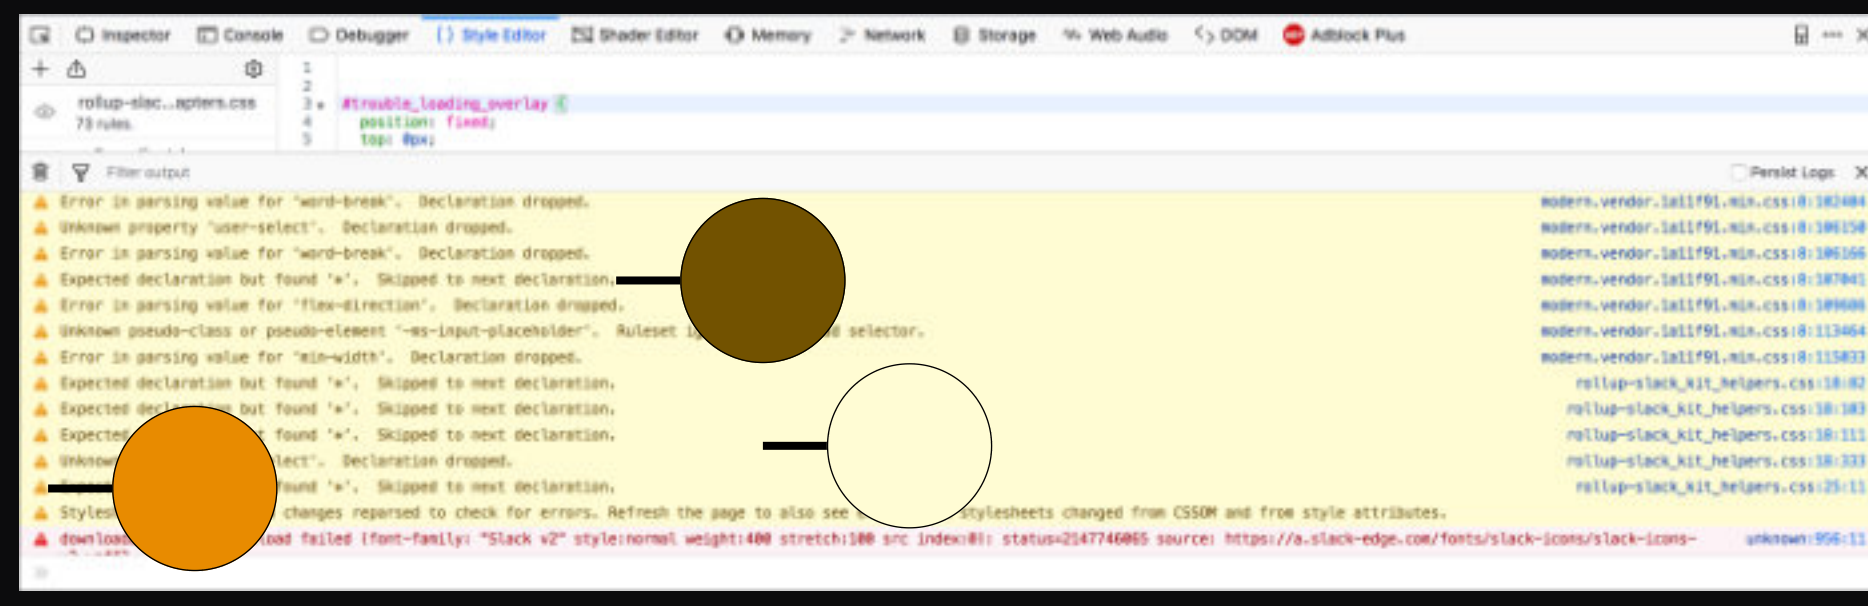 Inspector Console Debugger Style Editor Shader Editor Memory Network Storage Web Audio DOM Adblock Plus
1
2
rollup-slac...apters.css 3 #trouble_loading_overlay {
73 rules. 4 position: fixed;
5 top: 0px;
Filter output Persist Logs
Error in parsing value for 'word-break'. Declaration dropped. modern.vendor.1a11f91.min.css:8:102404
Unknown property 'user-select'. Declaration dropped. modern.vendor.1a11f91.min.css:8:106150
Error in parsing value for 'word-break'. Declaration dropped. modern.vendor.1a11f91.min.css:8:106166
Expected declaration but found '*'. Skipped to next declaration. modern.vendor.1a11f91.min.css:8:107041
Error in parsing value for 'flex-direction'. Declaration dropped. modern.vendor.1a11f91.min.css
Unknown pseudo-class or pseudo-element '-ms-input-placeholder'. Ruleset selector. modern.vendor.1a11f91.min.css:8:113464
Error in parsing value for 'min-width'. Declaration dropped. modern.vendor.1a11f91.min.css:8:115033
Expected declaration but found '*'. Skipped to next declaration. rollup-slack_kit_helpers.css:18:82
Expected but found '*'. Skipped to next declaration. rollup-slack_kit_helpers.css:18:103
Expected found '*'. Skipped to next declaration. rollup-slack_kit_helpers.css:18:111
Declaration dropped. rollup-slack_kit_helpers.css:18:333
found '*'. Skipped to next declaration. rollup-slack_kit_helpers.css:25:11
changes reparsed to check for errors. Refresh the page to also see stylesheets changed from CSSOM and from style attributes.
failed (font-family: "Slack v2" style:normal weight:400 stretch:100 src index:0): status=2147746065 source: https://a.slack-edge.com/fonts/slack-icons/slack-icons- unknown:956:11